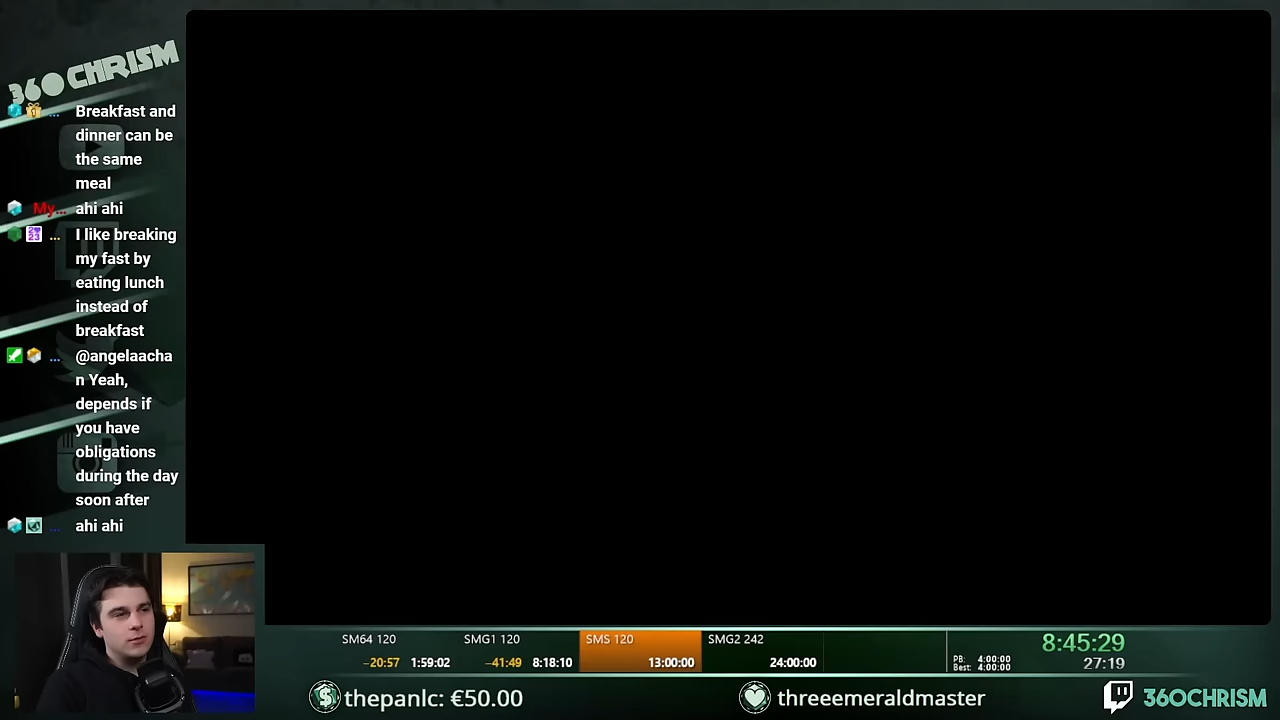 360 CHRISM
Breakfast and
dinner can be
the same
meal
My... ahi ahi
... I like breaking
my fast by
eating lunch
instead of
breakfast
... @angelaacha
n Yeah,
depends if
you have
obligations
during the day
soon after
... ahi ahi
SM64 120
-20:57 1:59:02
SMG1 120
-41:49 8:18:10
SMS 120
13:00:00
SMG2 242
24:00:00
PB: 4:00:00
Best: 4:00:00
8:45:29
27:19
thepanlc: €50.00
threeemeraldmaster
360CHRISM